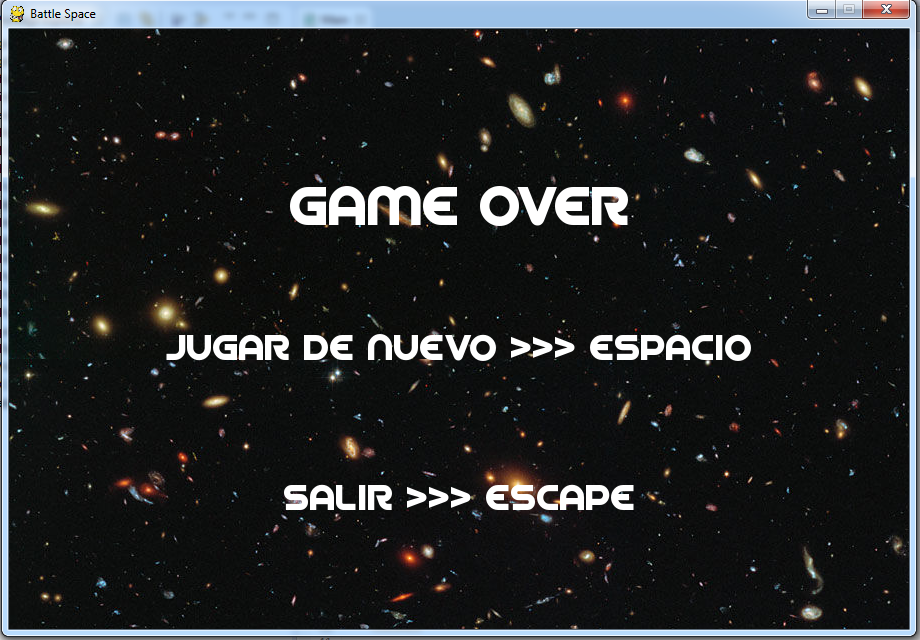 Battle Space
GAME OVER
JUGAR DE NUEVO >>> ESPACIO
SALIR >>> ESCAPE